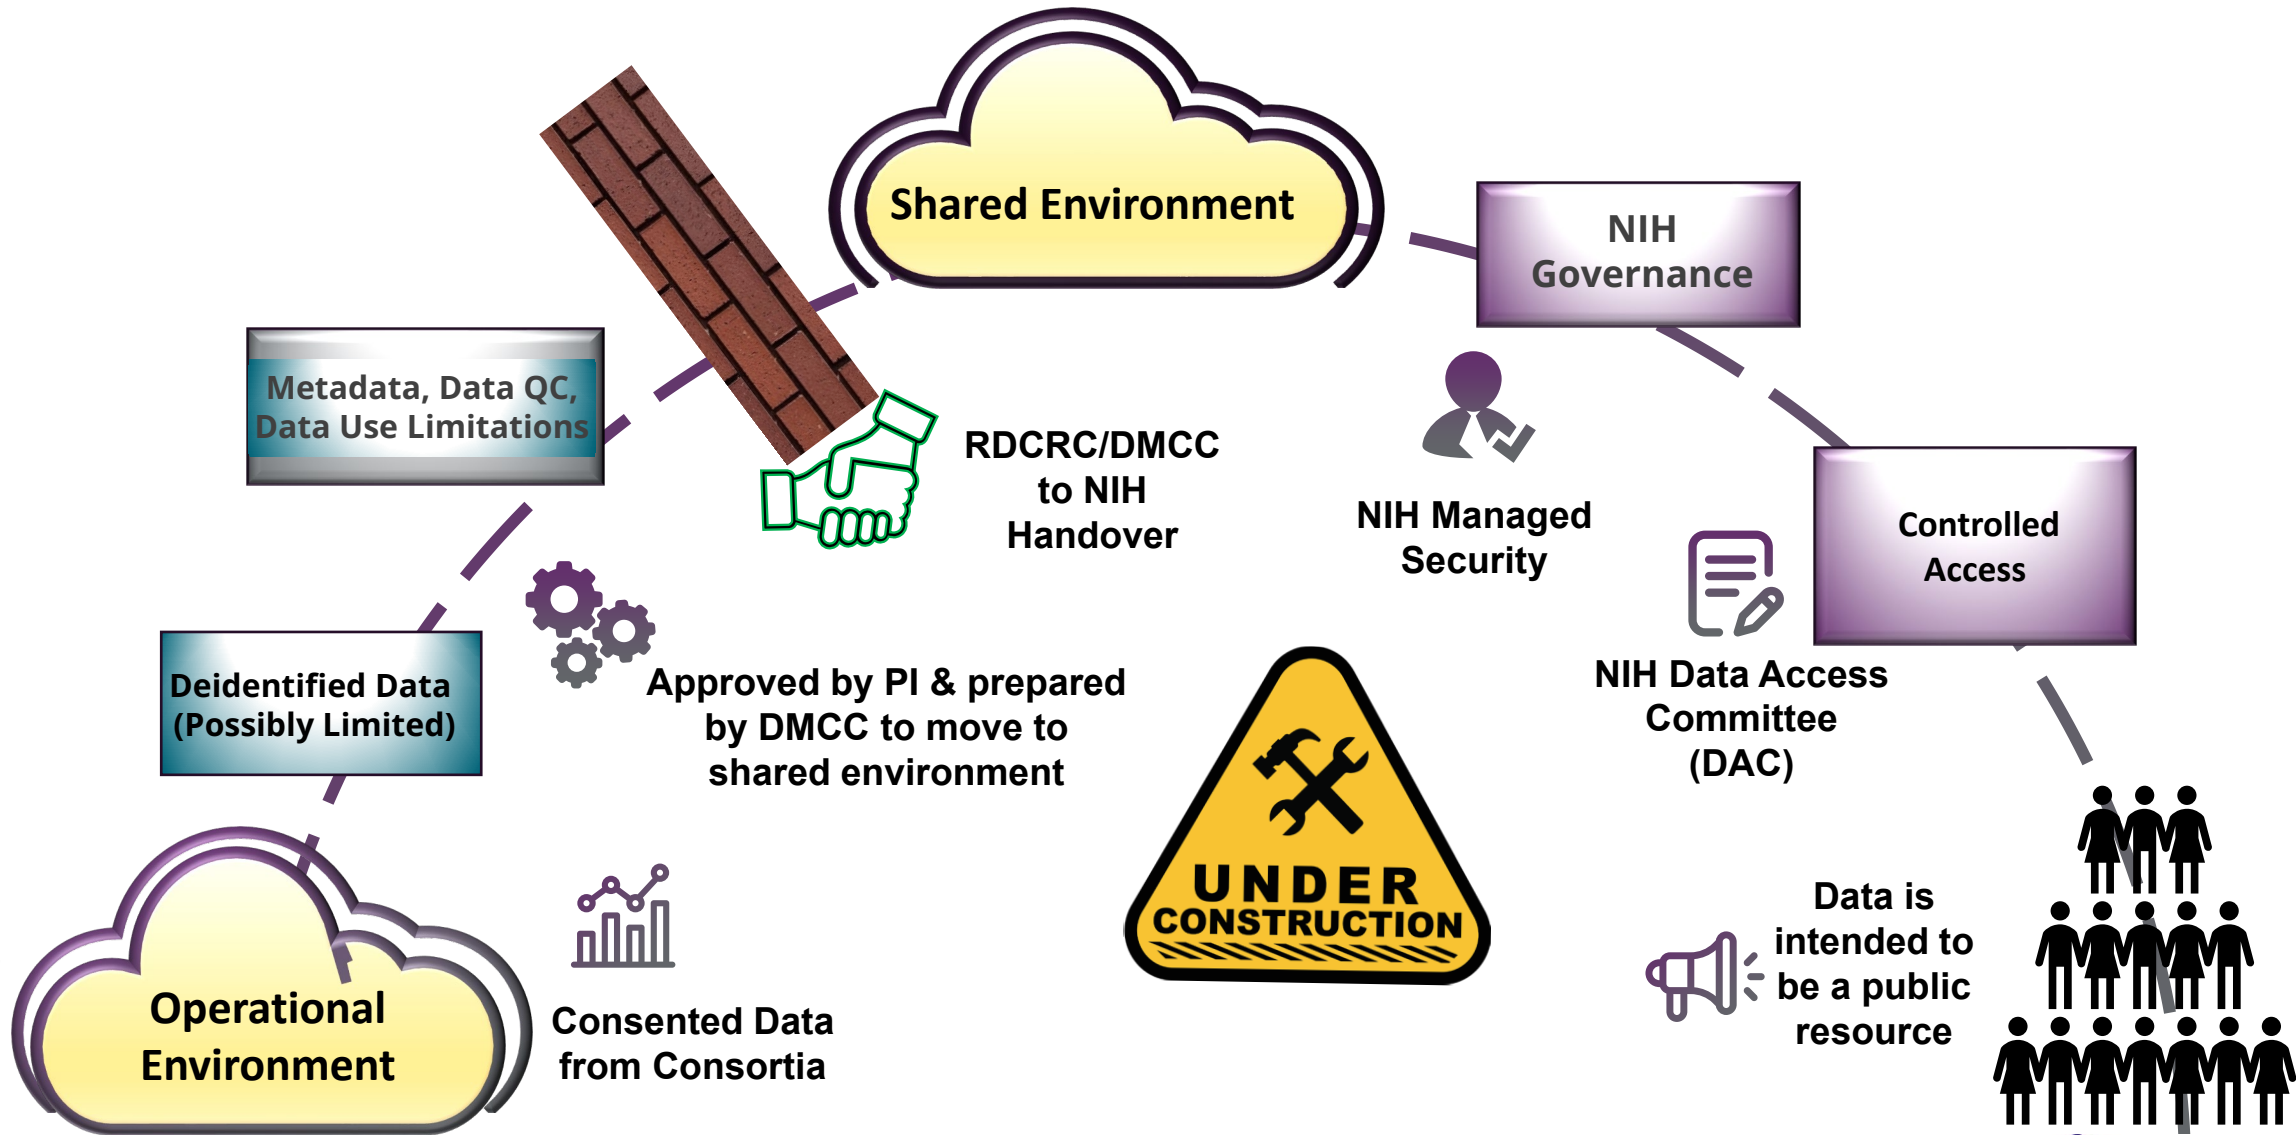 Shared Environment
NIH
Governance
Metadata, Data QC,
Data Use Limitations
RDCRC/DMCC
to NIH
Handover
NIH Managed
Security
Controlled
Access
Deidentified Data
(Possibly Limited)
Approved by PI & prepared
by DMCC to move to
shared environment
NIH Data Access
Committee
(DAC)
UNDER
CONSTRUCTION
Data is
intended to
be a public
resource
Operational
Environment
Consented Data
from Consortia